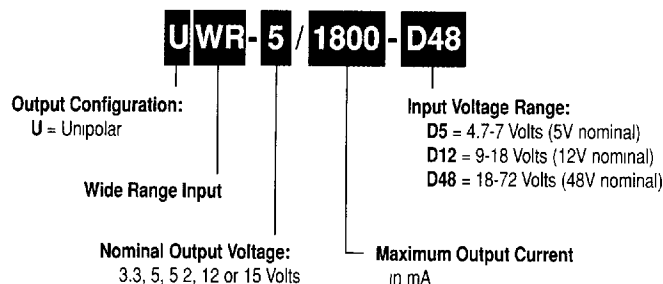 UWR-5/1800-D48
Output Configuration:
U = Unipolar
Wide Range Input
Nominal Output Voltage:
3.3, 5, 5 2, 12 or 15 Volts
Input Voltage Range:
D5 = 4.7-7 Volts (5V nominal)
D12 = 9-18 Volts (12V nominal)
D48 = 18-72 Volts (48V nominal)
Maximum Output Current
in mA